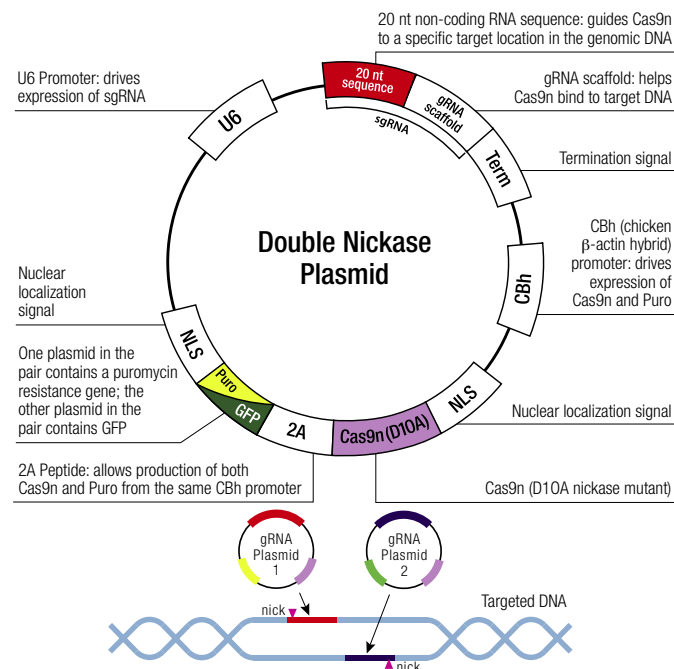 20 nt non-coding RNA sequence: guides Cas9n
to a specific target location in the genomic DNA
U6 Promoter: drives
expression of sgRNA
gRNA scaffold: helps
Cas9n bind to target DNA
20 nt
sequence
gRNA
scaffold
sgRNA
U6
Term
Termination signal
Double Nickase
Plasmid
CBh (chicken
β-actin hybrid)
promoter: drives
expression of
Cas9n and Puro
CBh
Nuclear
localization
signal
NLS
One plasmid in the
pair contains a puromycin
resistance gene; the
other plasmid in the
pair contains GFP
Puro
GFP
2A
Cas9n (D10A)
NLS
Nuclear localization signal
2A Peptide: allows production of both
Cas9n and Puro from the same CBh promoter
Cas9n (D10A nickase mutant)
gRNA
Plasmid
1
gRNA
Plasmid
2
nick
Targeted DNA
nick